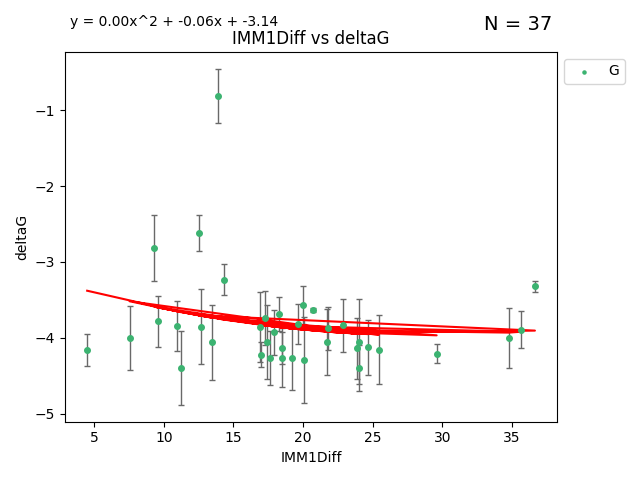 y = 0.00x^2 + -0.06x + -3.14
N = 37
IMM1Diff vs deltaG
G
deltaG
−1
−2
−3
−4
−5
5 10 15 20 25 30 35
IMM1Diff